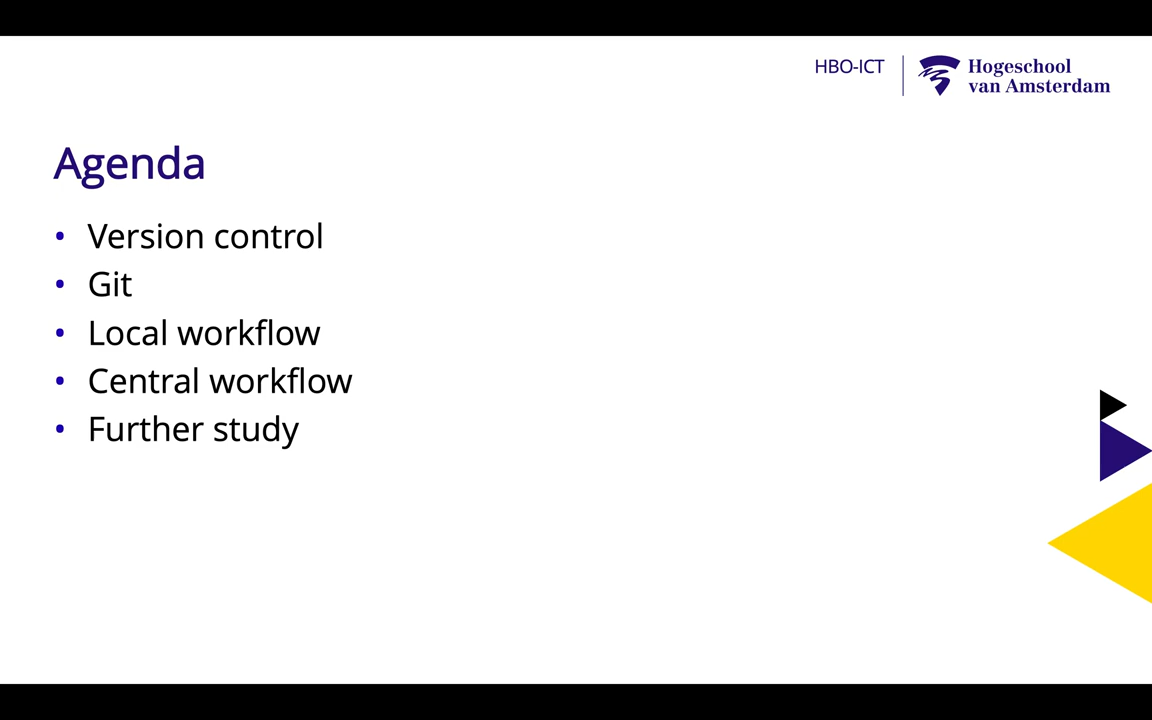 HBO-ICT
Hogeschool
van Amsterdam
Agenda
• Version control
• Git
• Local workflow
• Central workflow
• Further study